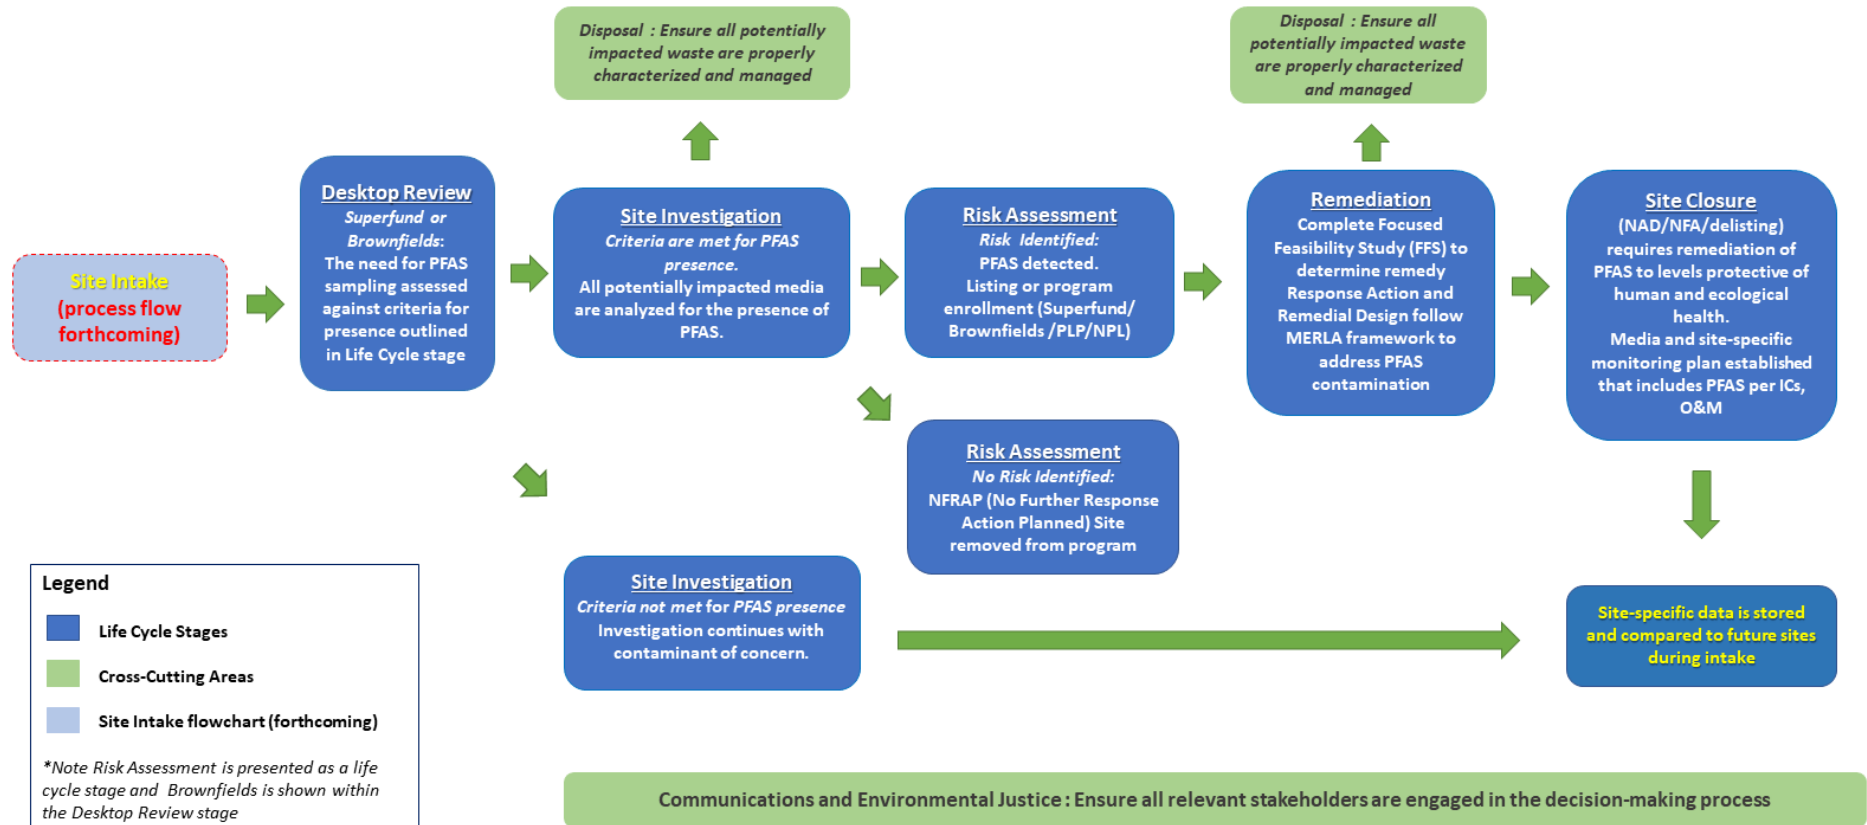 Disposal : Ensure all potentially
impacted waste are properly
characterized and managed
Disposal : Ensure all
potentially impacted waste
are properly characterized
and managed
Site Intake
(process flow
forthcoming)
Desktop Review
Superfund or
Brownfields:
The need for PFAS
sampling assessed
against criteria for
presence outlined
in Life Cycle stage
Site Investigation
Criteria are met for PFAS
presence.
All potentially impacted media
are analyzed for the presence of
PFAS.
Risk Assessment
Risk Identified:
PFAS detected.
Listing or program
enrollment (Superfund/
Brownfields /PLP/NPL)
Remediation
Complete Focused
Feasibility Study (FFS) to
determine remedy
Response Action and
Remedial Design follow
MERLA framework to
address PFAS
contamination
Site Closure
(NAD/NFA/delisting)
requires remediation of
PFAS to levels protective of
human and ecological
health.
Media and site-specific
monitoring plan established
that includes PFAS per ICs,
O&M
Risk Assessment
No Risk Identified:
NFRAP (No Further Response
Action Planned) Site
removed from program
Site Investigation
Criteria not met for PFAS presence
Investigation continues with
contaminant of concern.
Site-specific data is stored
and compared to future sites
during intake
Legend
Life Cycle Stages
Cross-Cutting Areas
Site Intake flowchart (forthcoming)
*Note Risk Assessment is presented as a life
cycle stage and Brownfields is shown within
the Desktop Review stage
Communications and Environmental Justice : Ensure all relevant stakeholders are engaged in the decision-making process